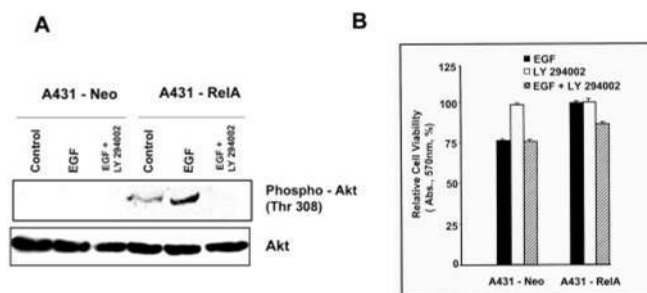 A
A431 - Neo A431 - RelA
Control
EGF
EGF +
LY 294002
Control
EGF
EGF +
LY 294002
Phospho - Akt
(Thr 308)
Akt
B
EGF
LY 294002
EGF + LY 294002
Relative Cell Viability
( Abs., 570nm, %)
125
100
75
50
25
0
A431 - Neo A431 - RelA